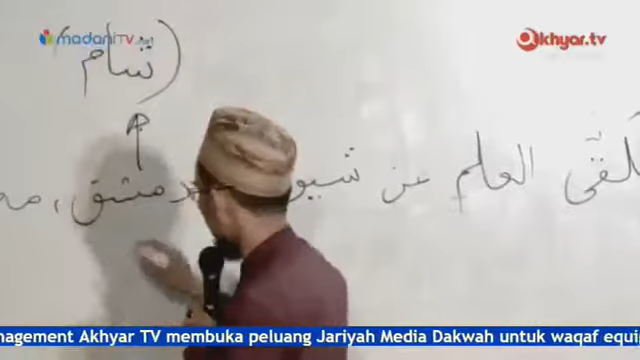 madaniTV.net
akhyar.tv
(شام)
العلم عن شيو دمشق،
nagement Akhyar TV membuka peluang Jariyah Media Dakwah untuk waqaf equi